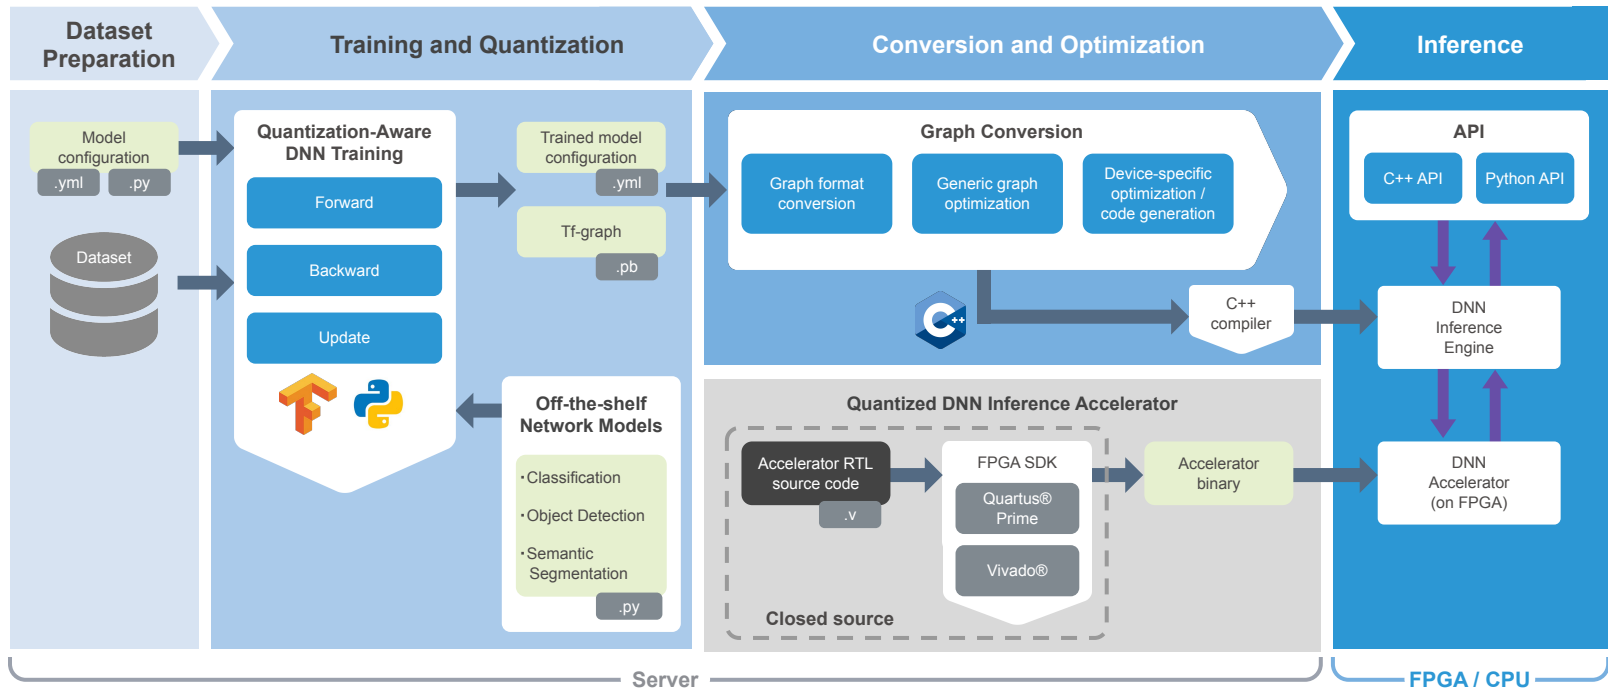 Dataset
Preparation
Training and Quantization
Conversion and Optimization
Inference
Model
configuration
.yml
.py
Dataset
Quantization-Aware
DNN Training
Forward
Backward
Update
Trained model
configuration
.yml
Tf-graph
.pb
Off-the-shelf
Network Models
・Classification
・Object Detection
・Semantic
Segmentation
.py
Graph Conversion
Graph format
conversion
Generic graph
optimization
Device-specific
optimization /
code generation
C++
C++
compiler
Quantized DNN Inference Accelerator
Accelerator RTL
source code
.v
FPGA SDK
Quartus®
Prime
Vivado®
Closed source
Accelerator
binary
API
C++ API
Python API
DNN
Inference
Engine
DNN
Accelerator
(on FPGA)
Server
FPGA / CPU